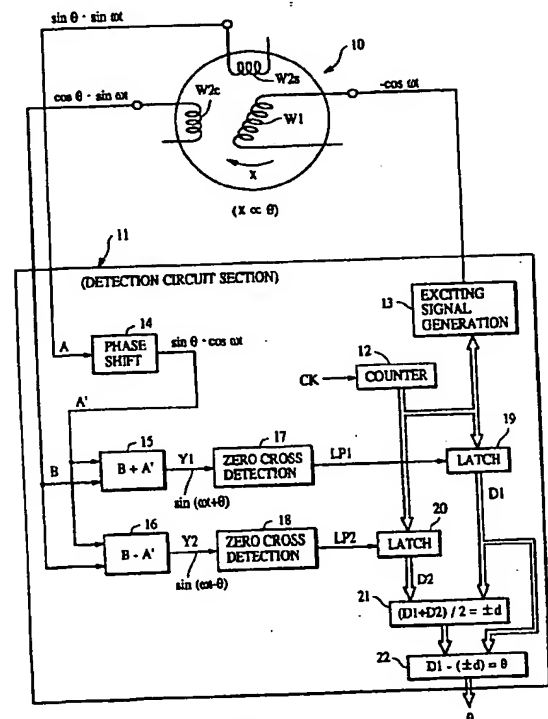 sin θ · sin ωt
10
W2s
cos θ · sin ωt
W2c
-cos ωt
W1
X
(X ∝ θ)
11
(DETECTION CIRCUIT SECTION)
13
EXCITING
SIGNAL
GENERATION
14
A
PHASE
SHIFT
sin θ · cos ωt
12
CK
COUNTER
A'
19
15
17
B
B + A'
Y1
ZERO CROSS
DETECTION
LP1
LATCH
sin (ωt+θ)
D1
16
18
20
B - A'
Y2
ZERO CROSS
DETECTION
LP2
LATCH
sin (ωt-θ)
D2
21
(D1+D2) / 2 = ±d
22
D1 - (±d) = θ
θ